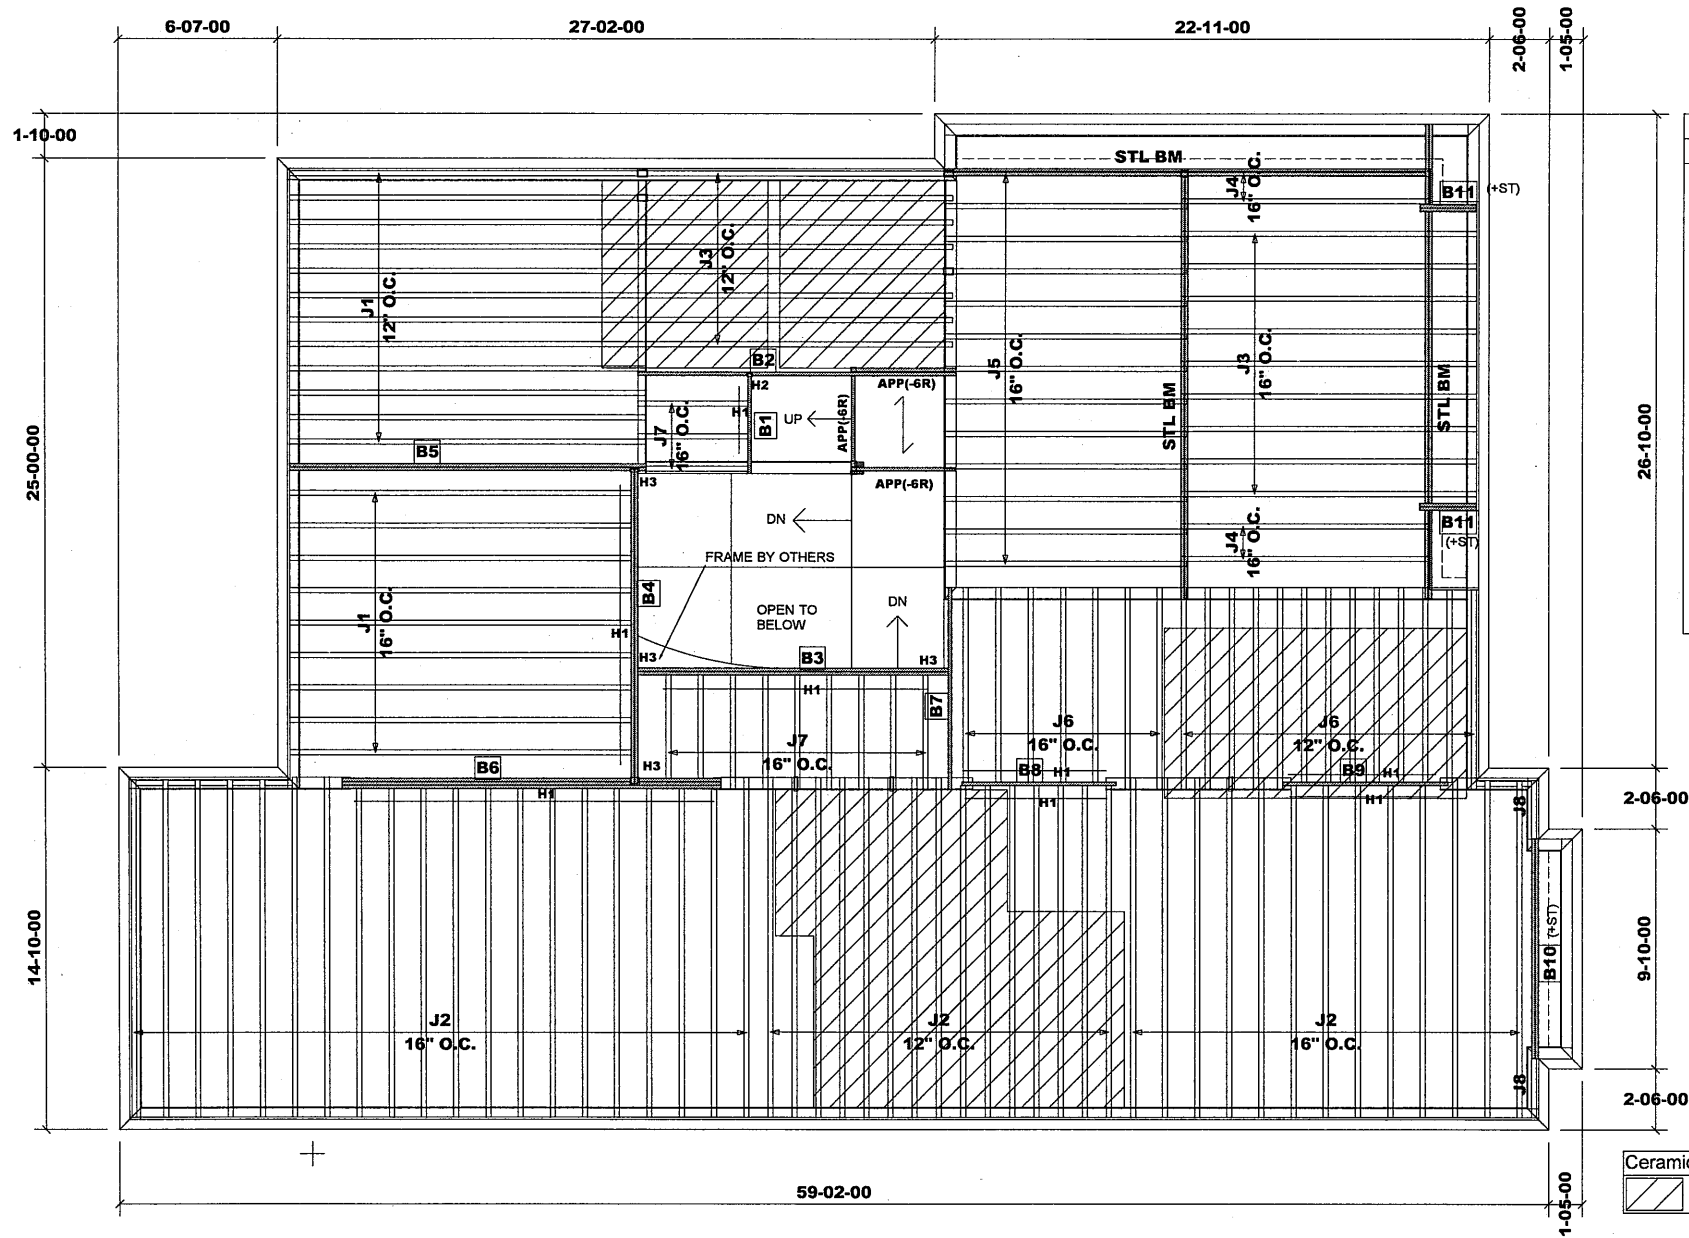 6-07-00
27-02-00
22-11-00
2-06-00
1-05-00
1-10-00
25-00-00
14-10-00
26-10-00
2-06-00
9-10-00
2-06-00
59-02-00
1-05-00
STL BM
J4
16" O.C.
B11
(+ST)
J1
12" O.C.
J3
12" O.C.
B2
H2
H1
B1
UP
APP(-6R)
APP(-6R)
APP(-6R)
J7
16" O.C.
B5
H3
J5
16" O.C.
STL BM
J3
16" O.C.
STL BM
J4
16" O.C.
B11
(+ST)
DN
FRAME BY OTHERS
OPEN TO
BELOW
DN
J1
16" O.C.
B4
H1
H3
B3
H3
H1
B7
J7
16" O.C.
H3
B6
H1
J6
16" O.C.
J6
12" O.C.
B8
H1
H1
B9
H1
H1
J8
B10
(+ST)
J8
J2
16" O.C.
J2
12" O.C.
J2
16" O.C.
Ceramic